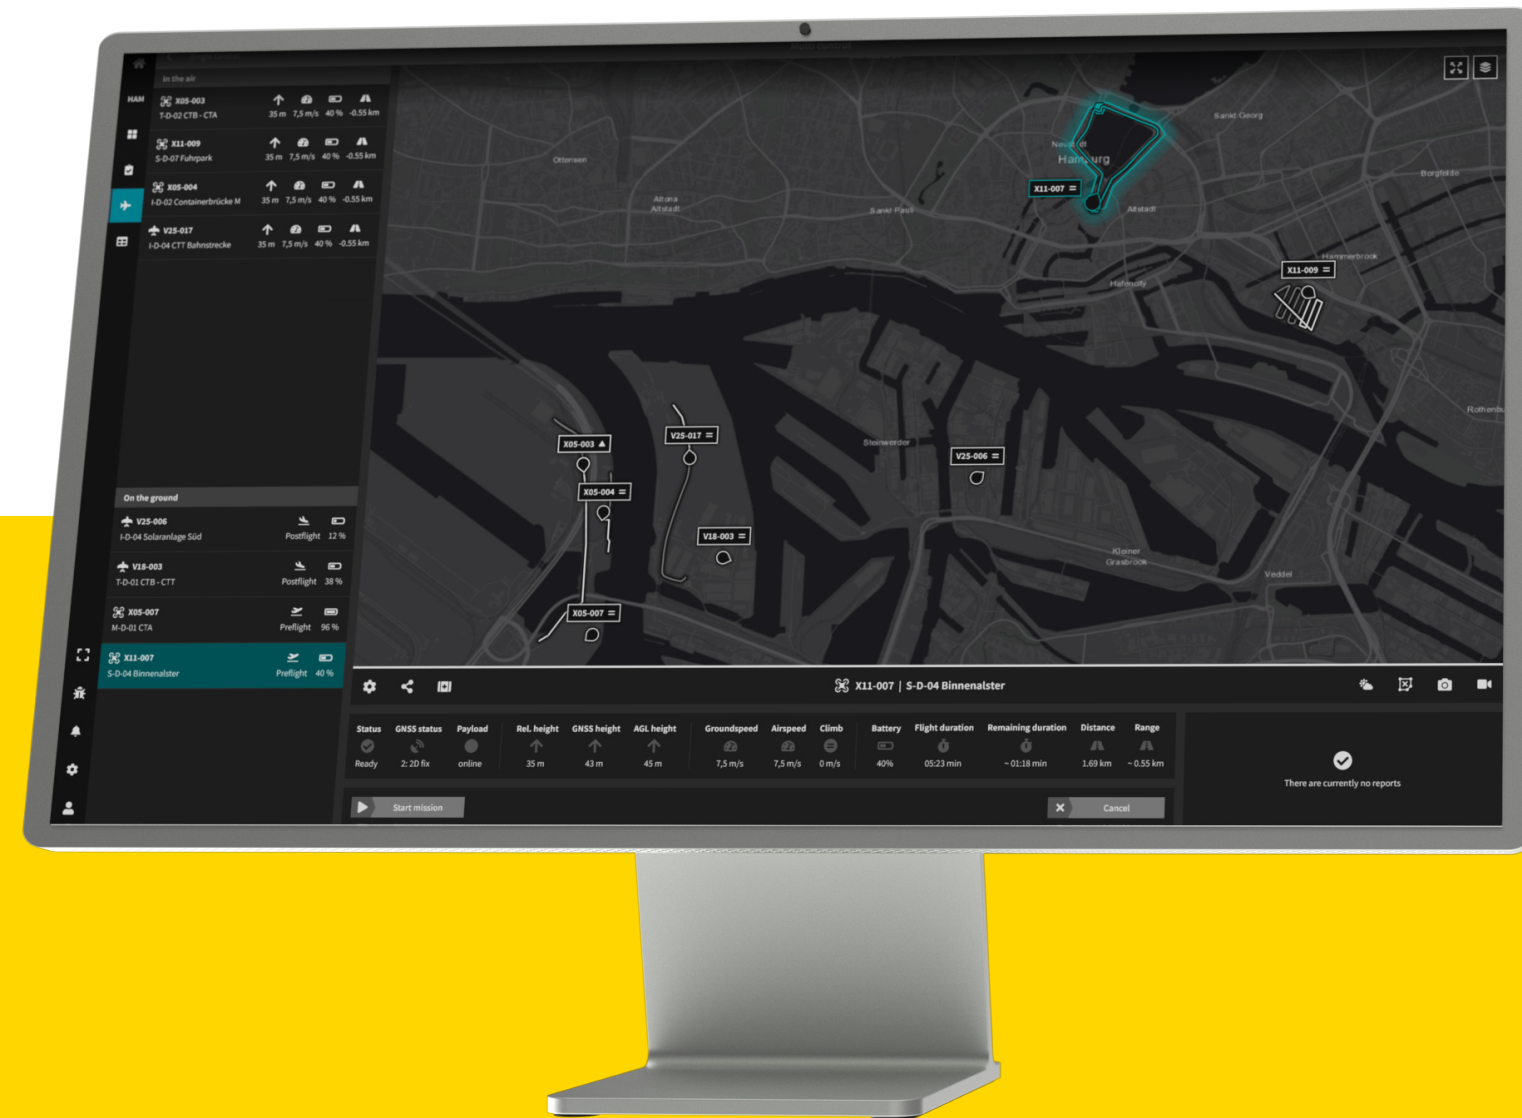 Multi control
In the air
HAM
X05-003
T-D-02 CTB - CTA
35 m 7,5 m/s 40 % -0.55 km
X11-009
S-D-07 Fuhrpark
35 m 7,5 m/s 40 % -0.55 km
X05-004
I-D-02 Containerbrücke M
35 m 7,5 m/s 40 % -0.55 km
V25-017
I-D-04 CTT Bahnstrecke
35 m 7,5 m/s 40 % -0.55 km
On the ground
V25-006
I-D-04 Solaranlage Süd
Postflight 12 %
V18-003
T-D-01 CTB - CTT
Postflight 38 %
X05-007
M-D-01 CTA
Preflight 96 %
X11-007
S-D-04 Binnenalster
Preflight 40 %
Sankt Georg
Neustadt
Hamburg
Ottensen
Borgfelde
X11-007 =
Altona
Altstadt
Sankt Pauli
Altstadt
Hammerbrook
X11-009 =
Hafencity
Rothenbu
X05-003 ▲
V25-017 =
Steinwerder
V25-006 =
X05-004 =
V18-003 =
Kleiner
Grasbrook
Veddel
X05-007 =
X11-007 | S-D-04 Binnenalster
Status GNSS status Payload Rel. height GNSS height AGL height Groundspeed Airspeed Climb Battery Flight duration Remaining duration Distance Range
Ready 2: 2D fix online 35 m 43 m 45 m 7,5 m/s 7,5 m/s 0 m/s 40% 05:23 min ~ 01:18 min 1.69 km ~ 0.55 km
There are currently no reports
Start mission
Cancel